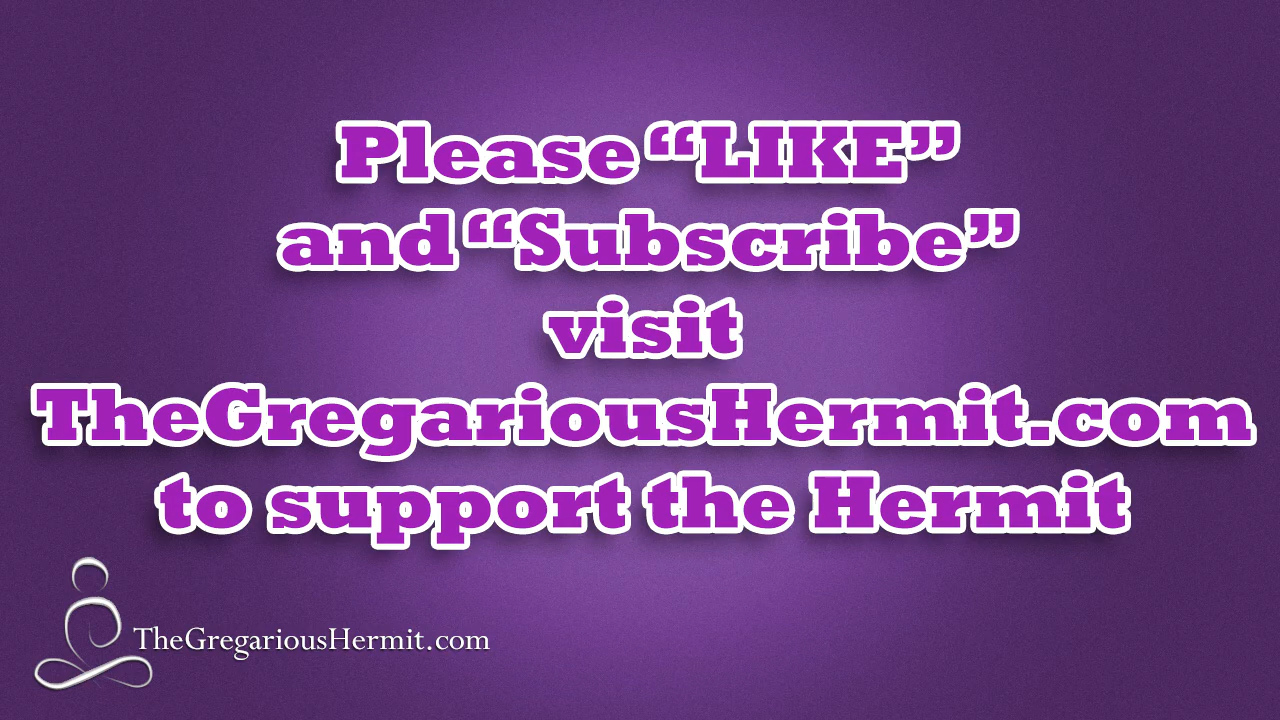 Please “LIKE”
and “Subscribe”
visit
TheGregariousHermit.com
to support the Hermit
TheGregariousHermit.com